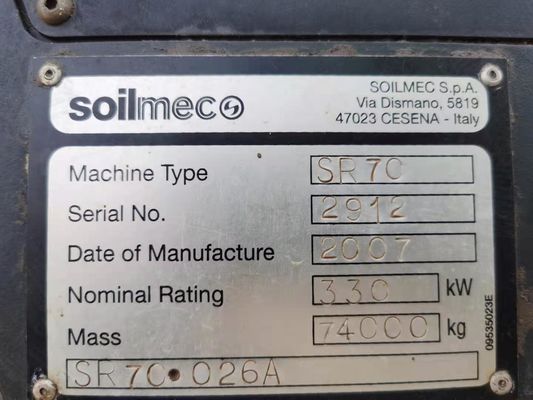 soilmec
SOILMEC S.p.A.
Via Dismano, 5819
47023 CESENA - Italy
Machine Type SR70
Serial No. 2912
Date of Manufacture 2007
Nominal Rating 330 kW
Mass 74000 kg
SR70•026A
09535023E